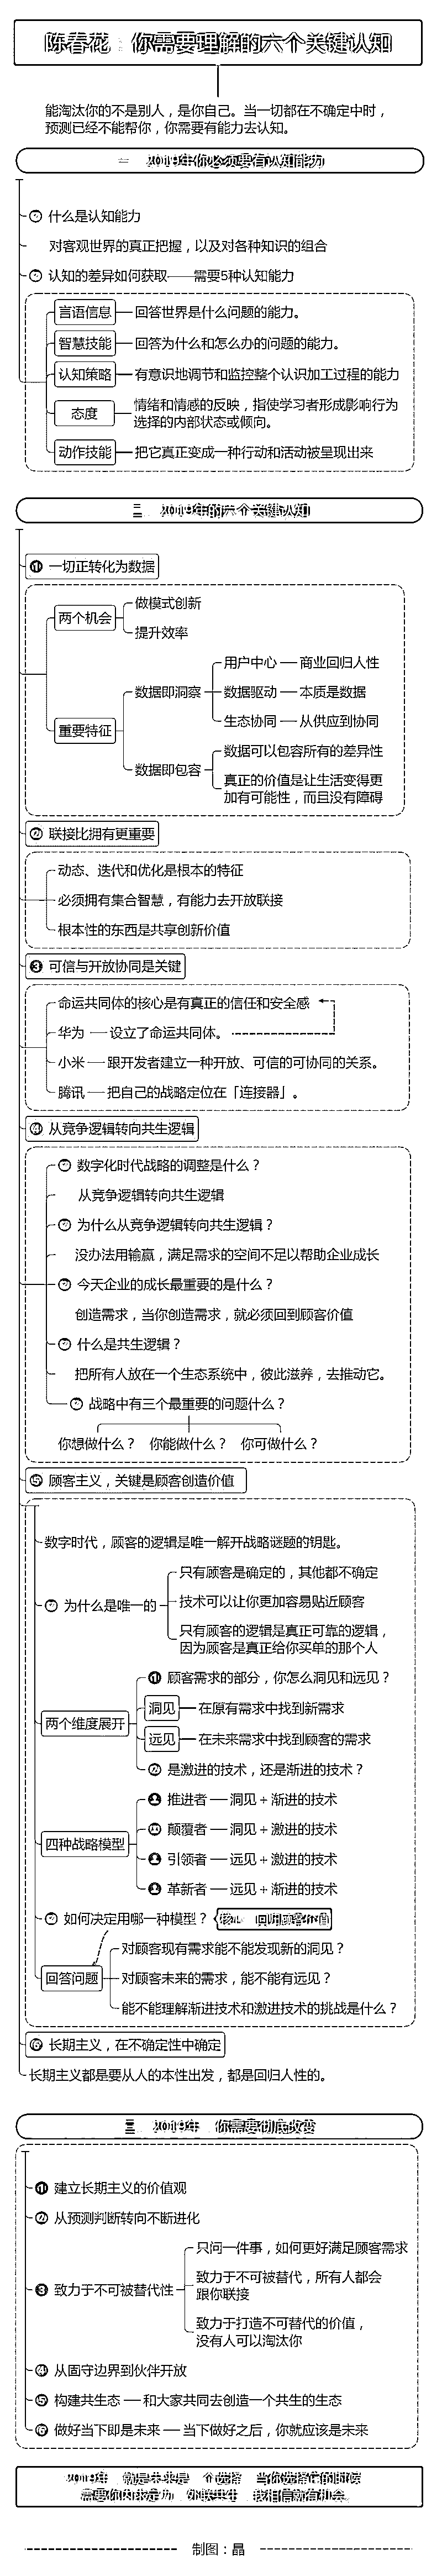 陈春花：你需要理解的六个关键认知
能淘汰你的不是别人，是你自己。当一切都在不确定中时，
预测已经不能帮你，你需要有能力去认知。
一 2019年你必须要有认知能力
什么是认知能力
对客观世界的真正把握，以及对各种知识的组合
认知的差异如何获取——需要5种认知能力
言语信息 回答世界是什么问题的能力。
智慧技能 回答为什么和怎么办的问题的能力。
认知策略 有意识地调节和监控整个认识加工过程的能力
态度 情绪和情感的反映，指使学习者形成影响行为
选择的内部状态或倾向。
动作技能 把它真正变成一种行动和活动被呈现出来
二 2019年的六个关键认知
1 一切正转化为数据
两个机会
做模式创新
提升效率
重要特征
数据即洞察
用户中心 — 商业回归人性
数据驱动 — 本质是数据
生态协同 — 从供应到协同
数据即包容
数据可以包容所有的差异性
真正的价值是让生活变得更
加有可能性，而且没有障碍
2 联接比拥有更重要
动态、迭代和优化是根本的特征
必须拥有集合智慧，有能力去开放联接
根本性的东西是共享创新价值
3 可信与开放协同是关键
命运共同体的核心是有真正的信任和安全感
华为 — 设立了命运共同体。
小米 — 跟开发者建立一种开放、可信的可协同的关系。
腾讯 — 把自己的战略定位在「连接器」。
4 从竞争逻辑转向共生逻辑
数字化时代战略的调整是什么？
从竞争逻辑转向共生逻辑
为什么从竞争逻辑转向共生逻辑？
没办法用输赢，满足需求的空间不足以帮助企业成长
今天企业的成长最重要的是什么？
创造需求，当你创造需求，就必须回到顾客价值
什么是共生逻辑？
把所有人放在一个生态系统中，彼此滋养，去推动它。
战略中有三个最重要的问题什么？
你想做什么？ 你能做什么？ 你可做什么？
5 顾客主义，关键是顾客创造价值
数字时代，顾客的逻辑是唯一解开战略谜题的钥匙。
为什么是唯一的
只有顾客是确定的，其他都不确定
技术可以让你更加容易贴近顾客
只有顾客的逻辑是真正可靠的逻辑，
因为顾客是真正给你买单的那个人
两个维度展开
1 顾客需求的部分，你怎么洞见和远见？
洞见 — 在原有需求中找到新需求
远见 — 在未来需求中找到顾客的需求
2 是激进的技术，还是渐进的技术？
四种战略模型
推进者 — 洞见 + 渐进的技术
颠覆者 — 洞见 + 激进的技术
引领者 — 远见 + 激进的技术
革新者 — 远见 + 渐进的技术
如何决定用哪一种模型？ 核心：回归顾客价值
回答问题
对顾客现有需求能不能发现新的洞见？
对顾客未来的需求，能不能有远见？
能不能理解渐进技术和激进技术的挑战是什么？
6 长期主义，在不确定性中确定
长期主义都是要从人的本性出发，都是回归人性的。
三 2019年 你需要彻底改变
1 建立长期主义的价值观
2 从预测判断转向不断进化
3 致力于不可被替代性
只问一件事，如何更好满足顾客需求
致力于不可被替代，所有人都会
跟你联接
致力于打造不可替代的价值，
没有人可以淘汰你
4 从固守边界到伙伴开放
5 构建共生态 — 和大家共同去创造一个共生的生态
6 做好当下即是未来 — 当下做好之后，你就应该是未来
制图：晶